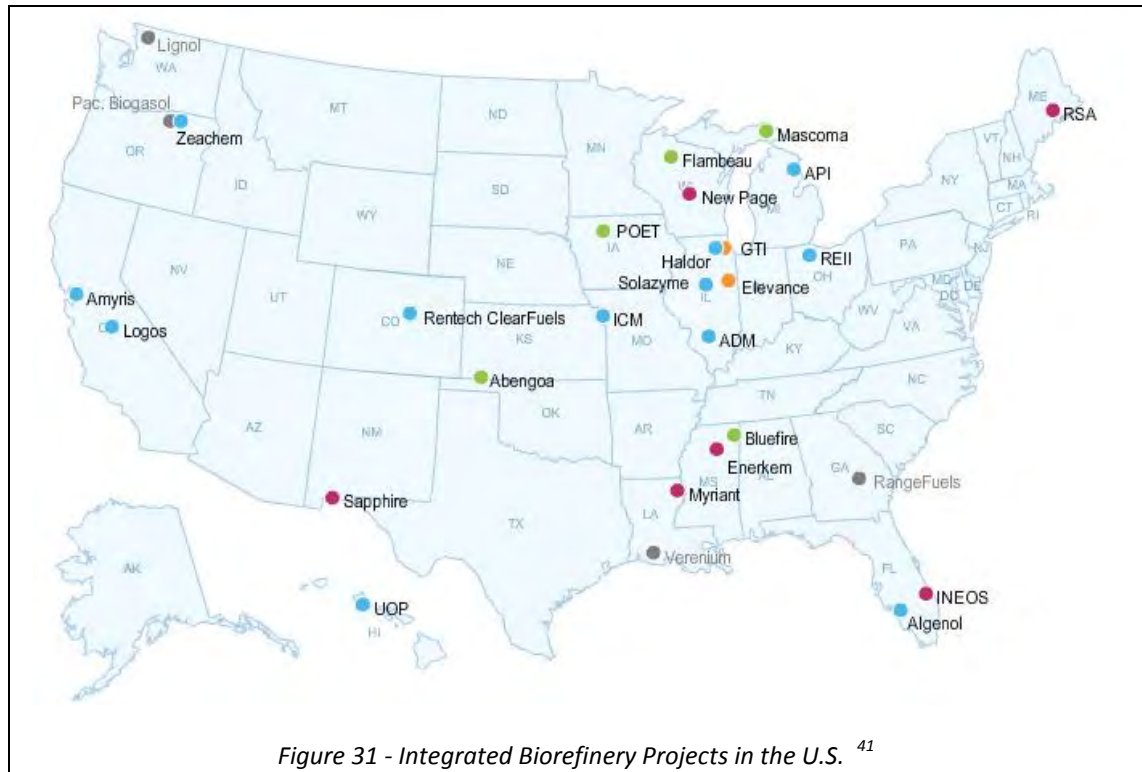 Lignol
WA
ME
RSA
MT
ND
Pac. Biogasol
Zeachem
OR
MN
Mascoma
VT
NH
Flambeau
API
ID
SD
WI
New Page
NY
MA
MI
CT
RI
WY
POET
IA
GTI
PA
NJ
Haldor
REII
OH
NE
Solazyme
IL
Elevance
MD
DE
DC
NV
Amyris
UT
CO
Rentech ClearFuels
ICM
WV
Logos
KS
MO
ADM
KY
VA
Abengoa
NC
TN
OK
AZ
NM
AR
SC
Bluefire
Enerkem
MS
AL
GA
RangeFuels
Sapphire
Myriant
LA
TX
Verenium
AK
FL
INEOS
UOP
Algenol
HI
Figure 31 - Integrated Biorefinery Projects in the U.S. 41